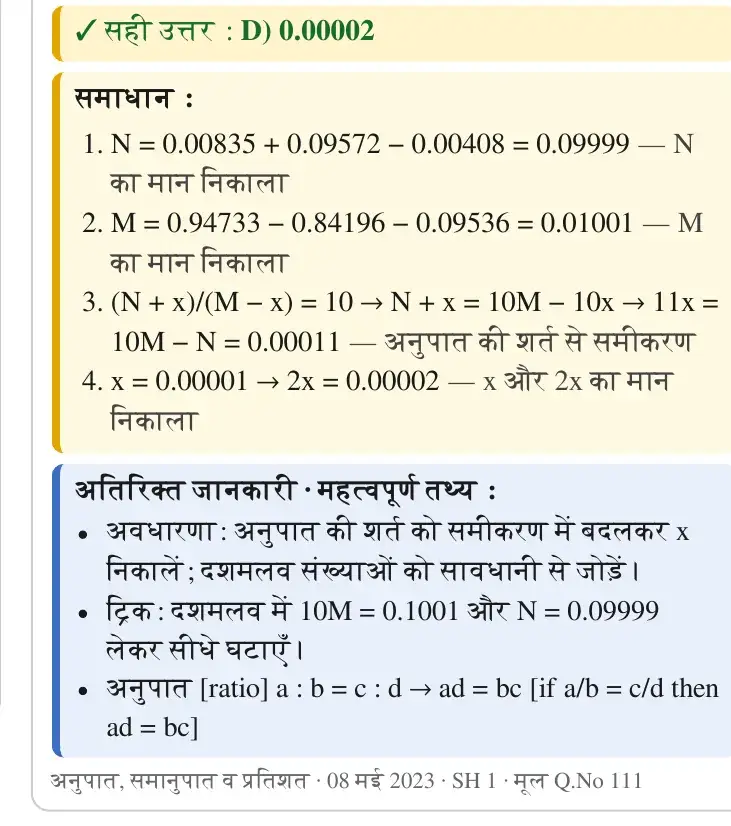 ✓ सही उत्तर : D) 0.00002
समाधान :
1. N = 0.00835 + 0.09572 − 0.00408 = 0.09999 — N
का मान निकाला
2. M = 0.94733 − 0.84196 − 0.09536 = 0.01001 — M
का मान निकाला
3. (N + x)/(M − x) = 10 → N + x = 10M − 10x → 11x =
10M − N = 0.00011 — अनुपात की शर्त से समीकरण
4. x = 0.00001 → 2x = 0.00002 — x और 2x का मान
निकाला
अतिरिक्त जानकारी · महत्वपूर्ण तथ्य :
• अवधारणा : अनुपात की शर्त को समीकरण में बदलकर x
निकालें ; दशमलव संख्याओं को सावधानी से जोड़ें।
• ट्रिक : दशमलव में 10M = 0.1001 और N = 0.09999
लेकर सीधे घटाएँ।
• अनुपात [ratio] a : b = c : d → ad = bc [if a/b = c/d then
ad = bc]
अनुपात, समानुपात व प्रतिशत · 08 मई 2023 · SH 1 · मूल Q.No 111